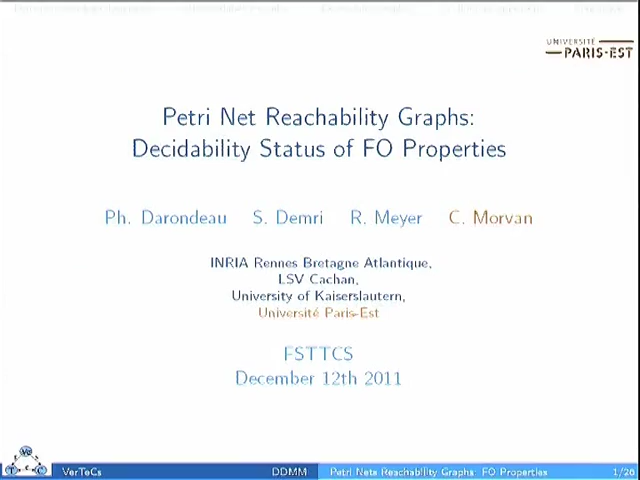 UNIVERSITÉ
PARIS-EST
Petri Net Reachability Graphs:
Decidability Status of FO Properties
Ph. Darondeau S. Demri R. Meyer C. Morvan
INRIA Rennes Bretagne Atlantique,
LSV Cachan,
University of Kaiserslautern,
Université Paris-Est
FSTTCS
December 12th 2011
VerTeCs DDMM Petri Nets Reachability Graphs: FO Properties 1/26